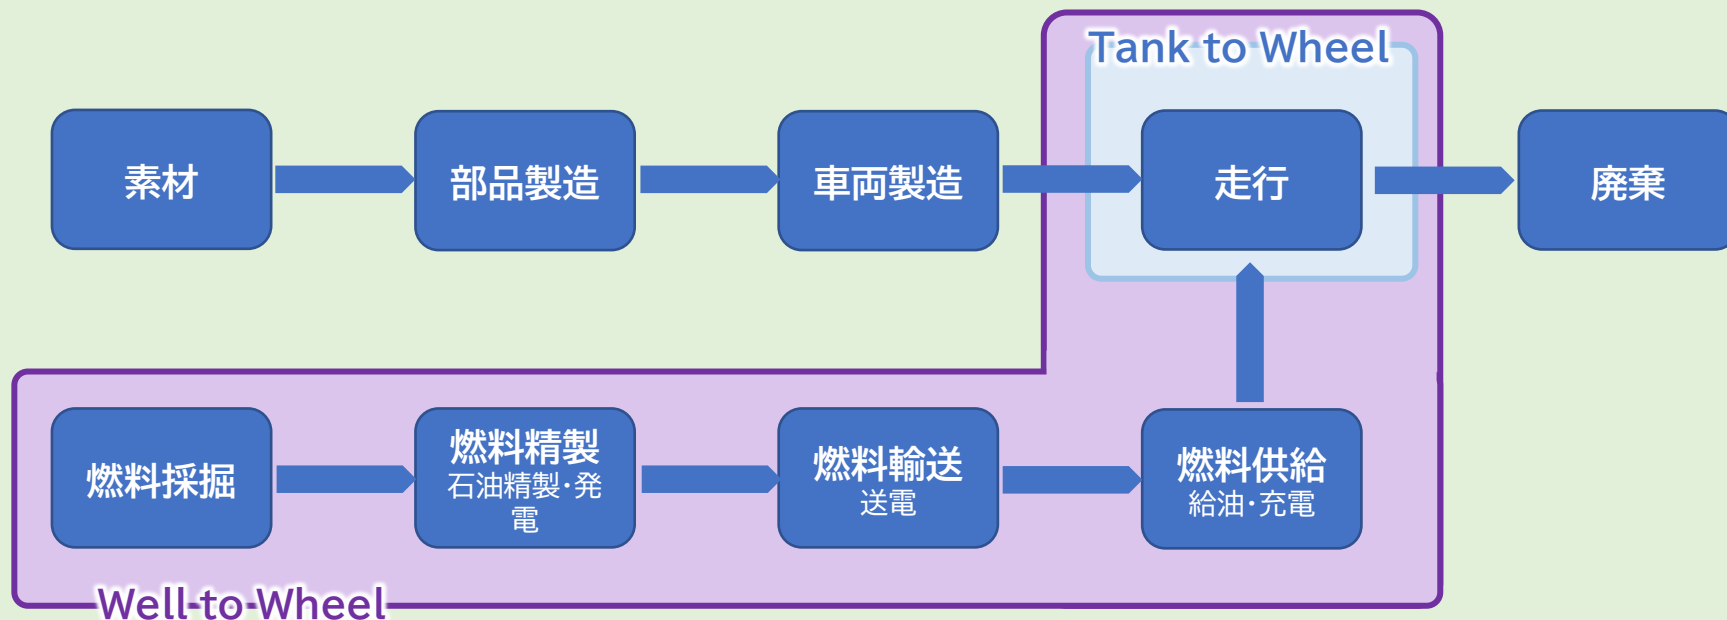 Tank to Wheel
素材
部品製造
車両製造
走行
廃棄
燃料採掘
燃料精製
石油精製・発
電
燃料輸送
送電
燃料供給
給油・充電
Well to Wheel